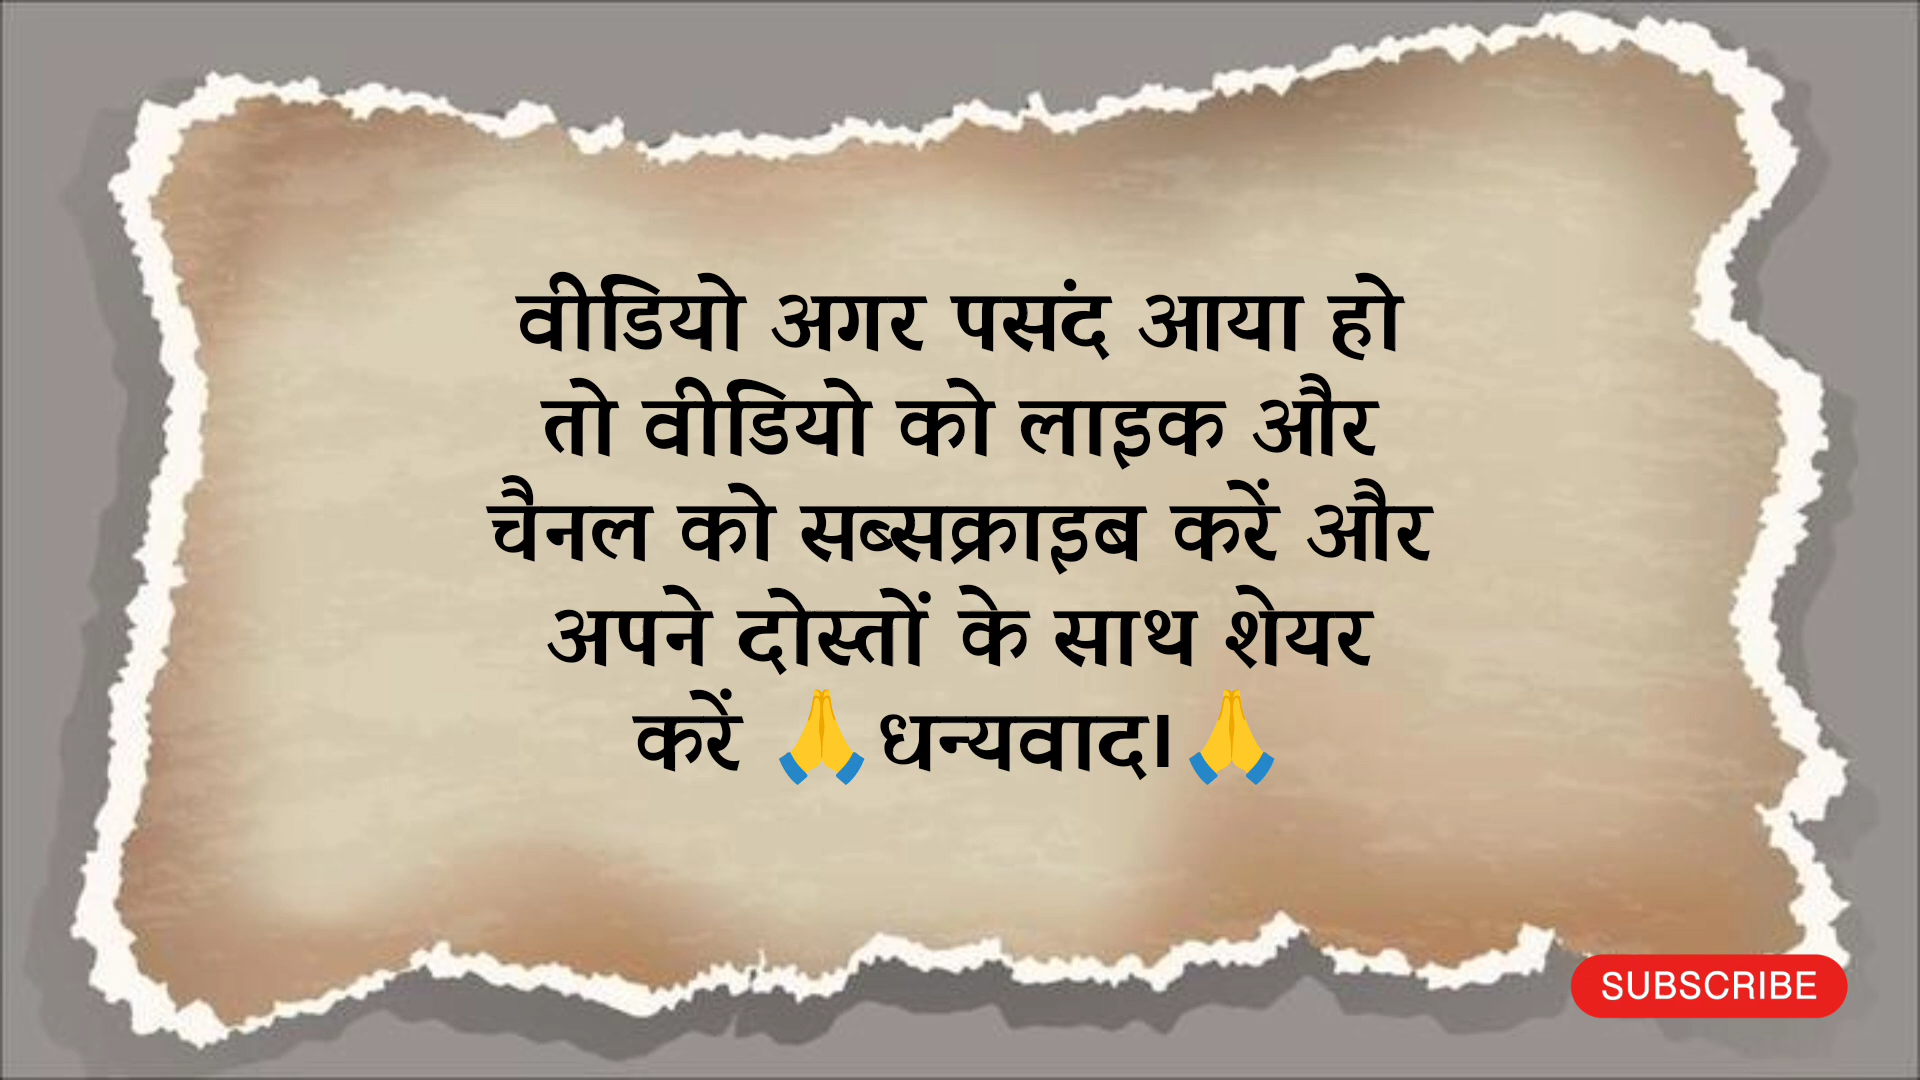 वीडियो अगर पसंद आया हो
तो वीडियो को लाइक और
चैनल को सब्सक्राइब करें और
अपने दोस्तों के साथ शेयर
करें 🙏धन्यवाद।🙏
SUBSCRIBE